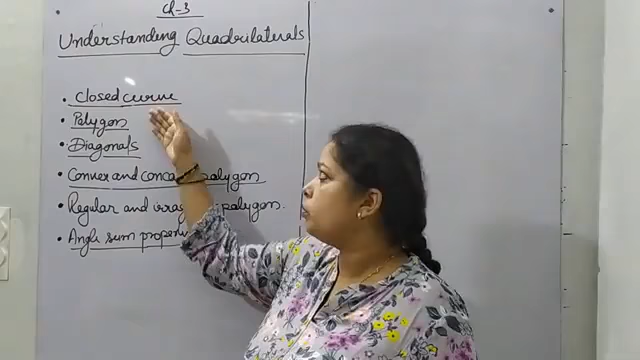 Ch-3
Understanding Quadrilaterals
• Closed curve
• Polygon
• Diagonals
• Convex and polygon
• Regular and polygon.
• Angle sum